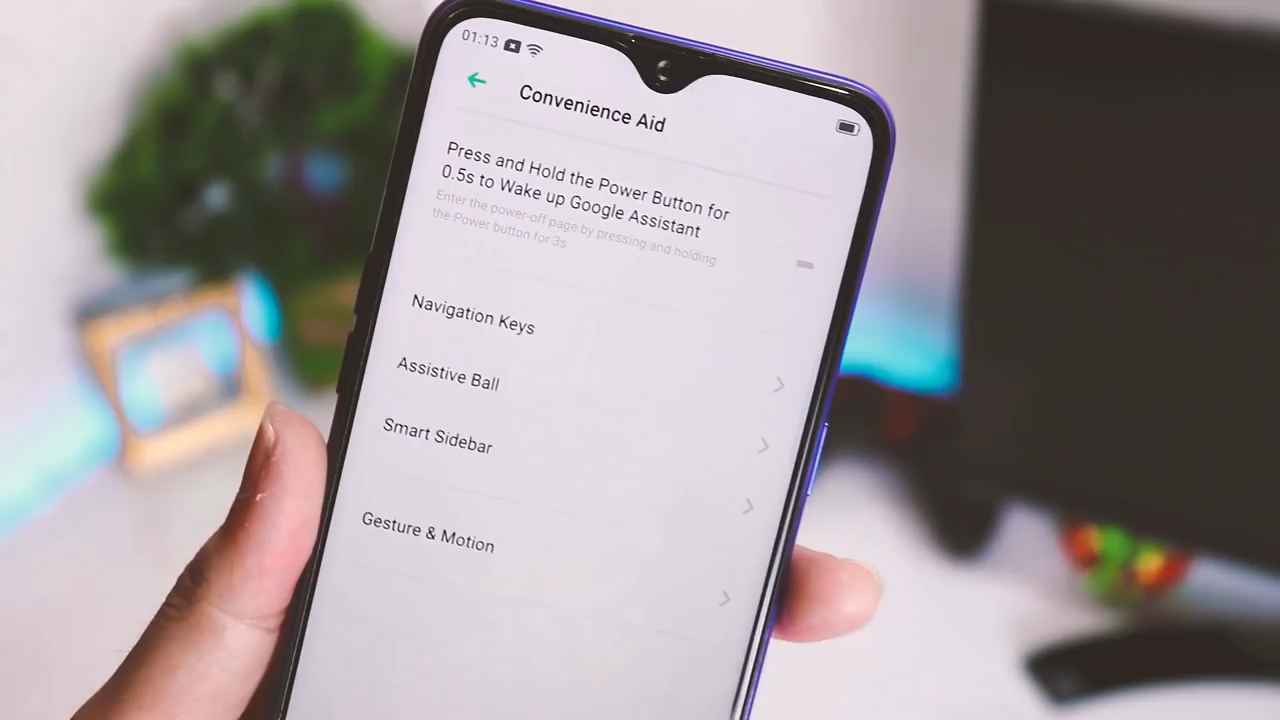 01:13
Convenience Aid
Press and Hold the Power Button for
0.5s to Wake up Google Assistant
Enter the power-off page by pressing and holding
the Power button for 3s
Navigation Keys
Assistive Ball
Smart Sidebar
Gesture & Motion